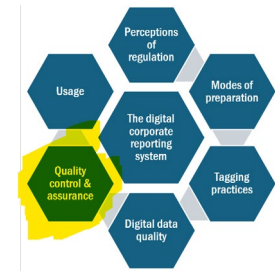 Perceptions
of
regulation
Usage
Modes of
preparation
The digital
corporate
reporting
system
Quality
control &
assurance
Tagging
practices
Digital data
quality